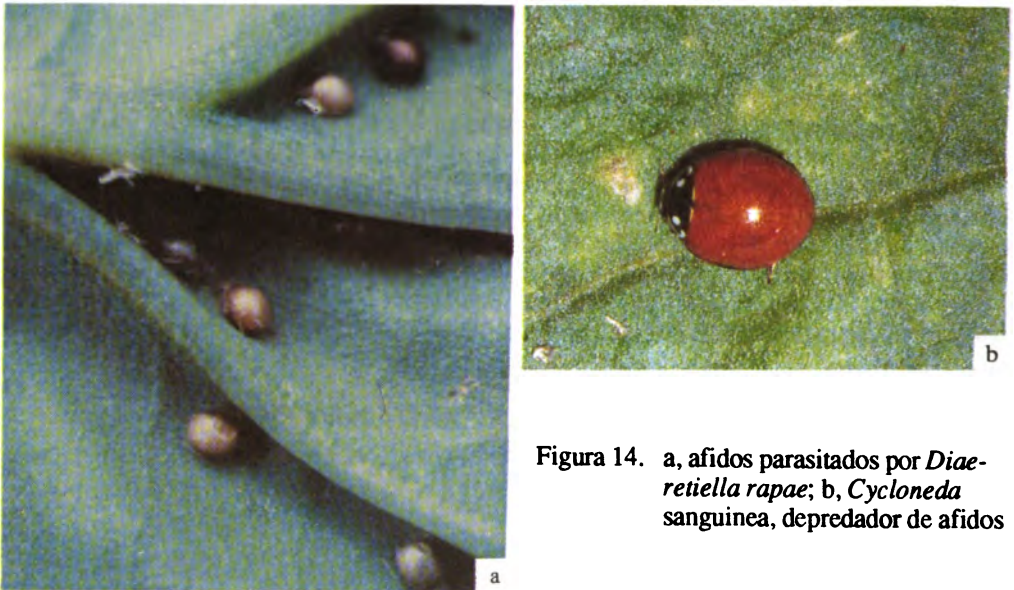 a
b
Figura 14. a, afidos parasitados por Diae-
retiella rapae; b, Cycloneda
sanguinea, depredador de afidos